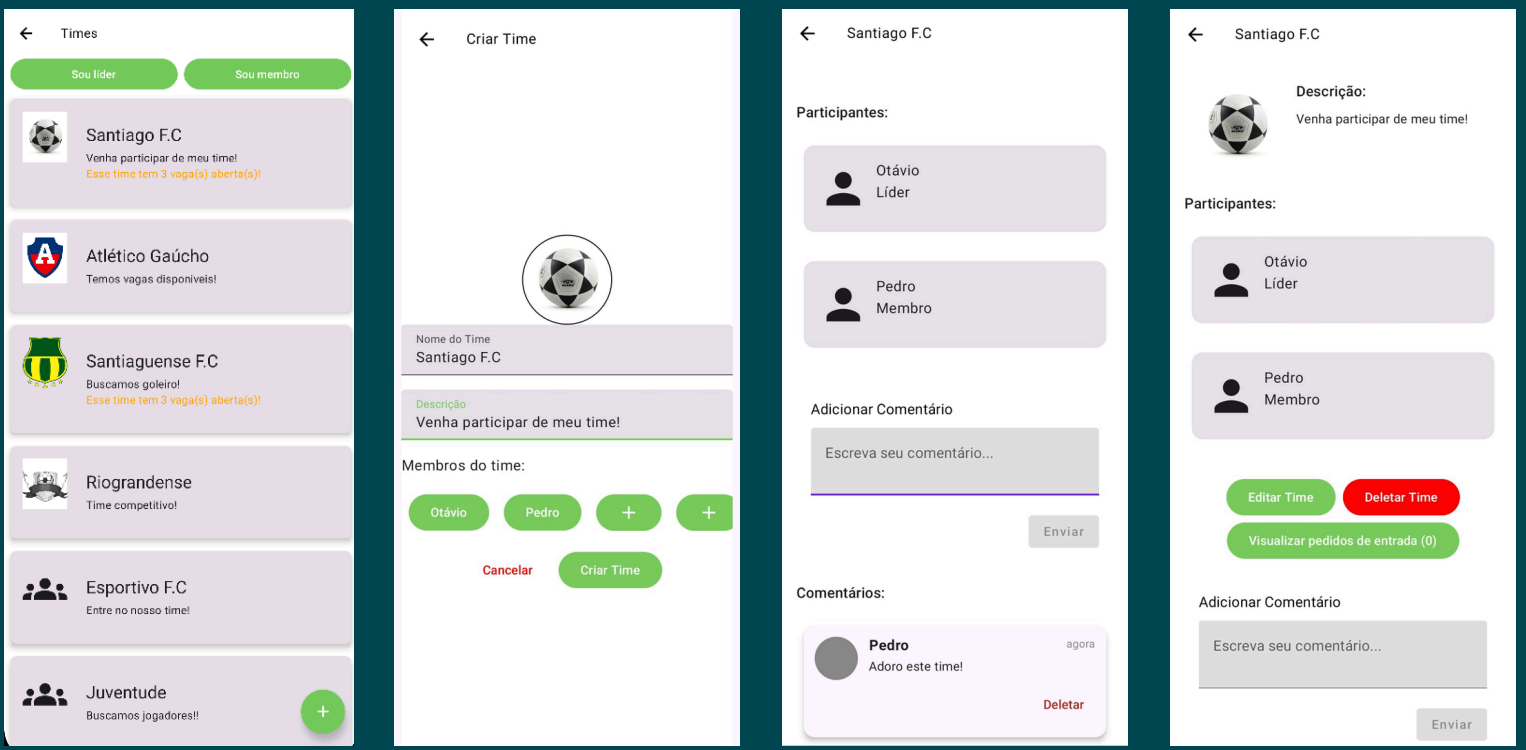 Times
Sou líder
Sou membro
Santiago F.C
Venha participar de meu time!
Esse time tem 3 vaga(s) aberta(s)!
A
Atlético Gaúcho
Temos vagas disponiveis!
Santiaguense F.C
Buscamos goleiro!
Esse time tem 3 vaga(s) aberta(s)!
Riograndense
Time competitivo!
Esportivo F.C
Entre no nosso time!
Juventude
Buscamos jogadores!!
+
Criar Time
Nome do Time
Santiago F.C
Descrição
Venha participar de meu time!
Membros do time:
Otávio
Pedro
+
+
Cancelar
Criar Time
Santiago F.C
Participantes:
Otávio
Líder
Pedro
Membro
Adicionar Comentário
Escreva seu comentário...
Enviar
Comentários:
Pedro
agora
Adoro este time!
Deletar
Santiago F.C
Descrição:
Venha participar de meu time!
Participantes:
Otávio
Líder
Pedro
Membro
Editar Time
Deletar Time
Visualizar pedidos de entrada (0)
Adicionar Comentário
Escreva seu comentário...
Enviar